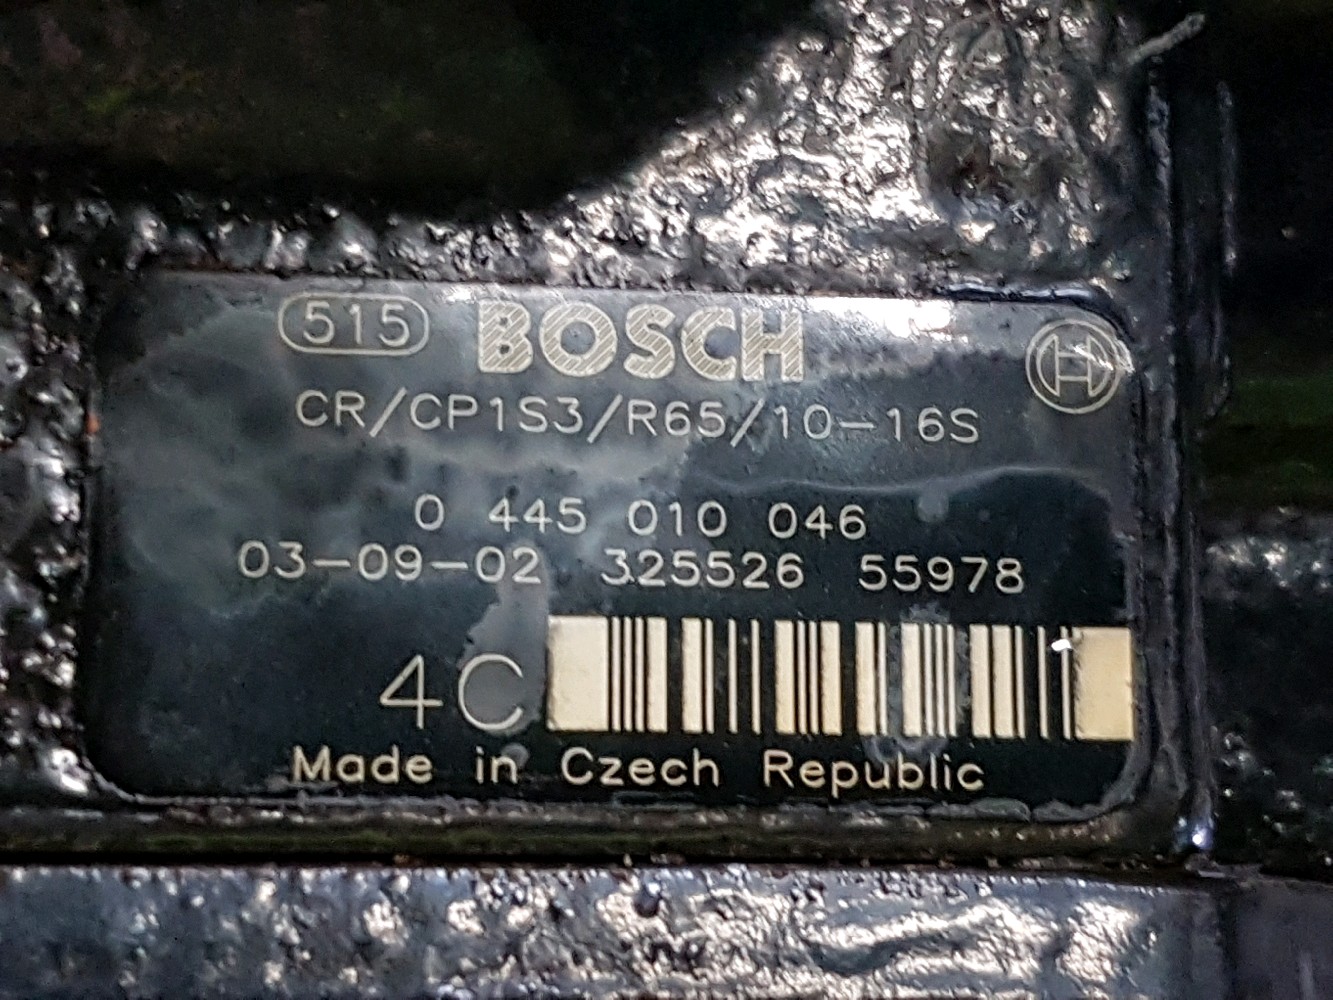 515 BOSCH
CR/CP1S3/R65/10-16S
0 445 010 046
03-09-02 325526 55978
4C
Made in Czech Republic